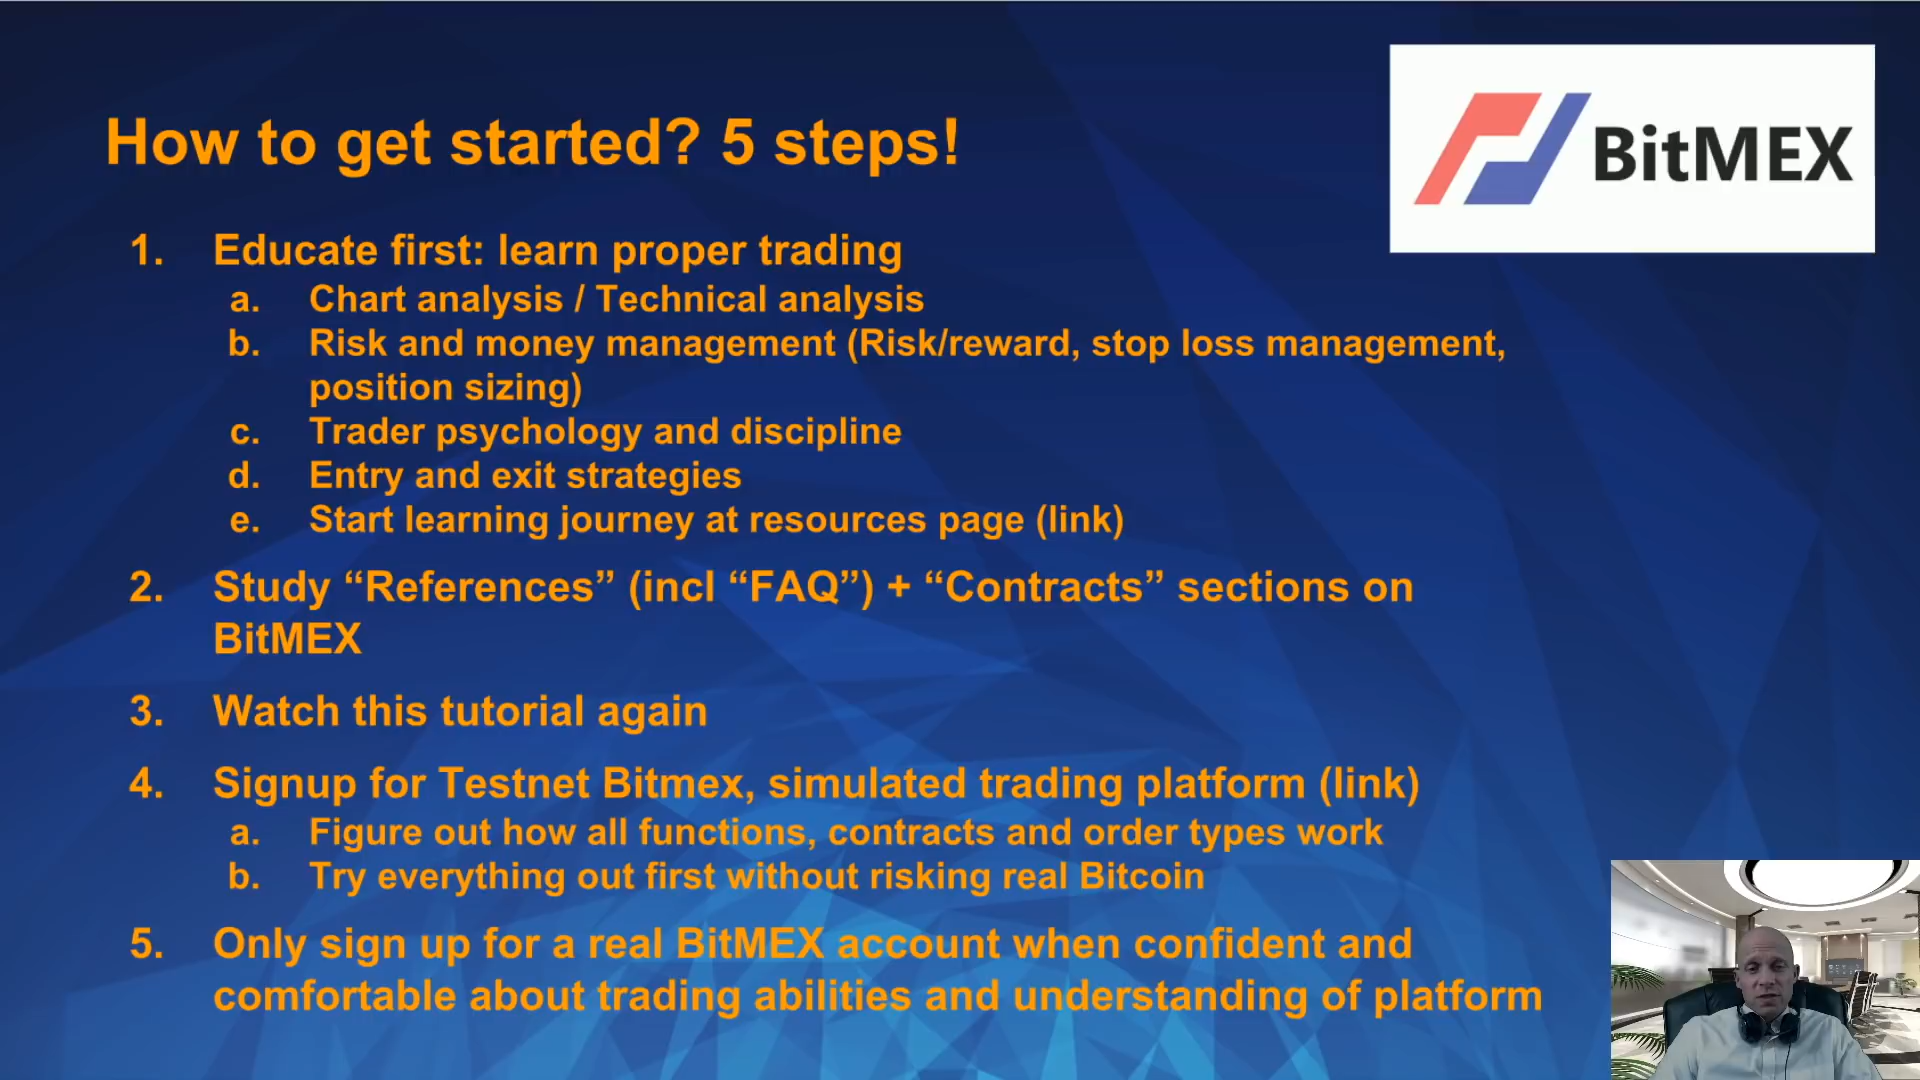 How to get started? 5 steps!
BitMEX
1. Educate first: learn proper trading
a. Chart analysis / Technical analysis
b. Risk and money management (Risk/reward, stop loss management,
position sizing)
c. Trader psychology and discipline
d. Entry and exit strategies
e. Start learning journey at resources page (link)
2. Study “References” (incl “FAQ”) + “Contracts” sections on
BitMEX
3. Watch this tutorial again
4. Signup for Testnet Bitmex, simulated trading platform (link)
a. Figure out how all functions, contracts and order types work
b. Try everything out first without risking real Bitcoin
5. Only sign up for a real BitMEX account when confident and
comfortable about trading abilities and understanding of platform